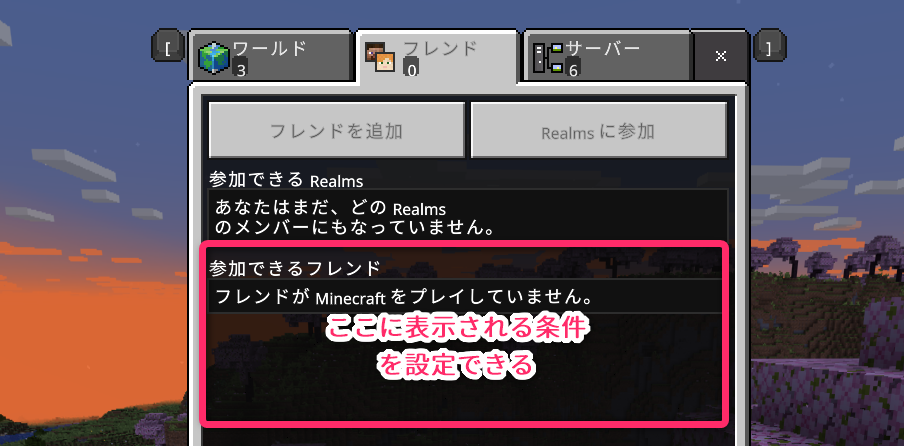 [
ワールド
3
フレンド
0
サーバー
6
×
]
フレンドを追加
Realms に参加
参加できる Realms
あなたはまだ、どの Realms
のメンバーにもなっていません。
参加できるフレンド
フレンドが Minecraft をプレイしていません。
ここに表示される条件
を設定できる